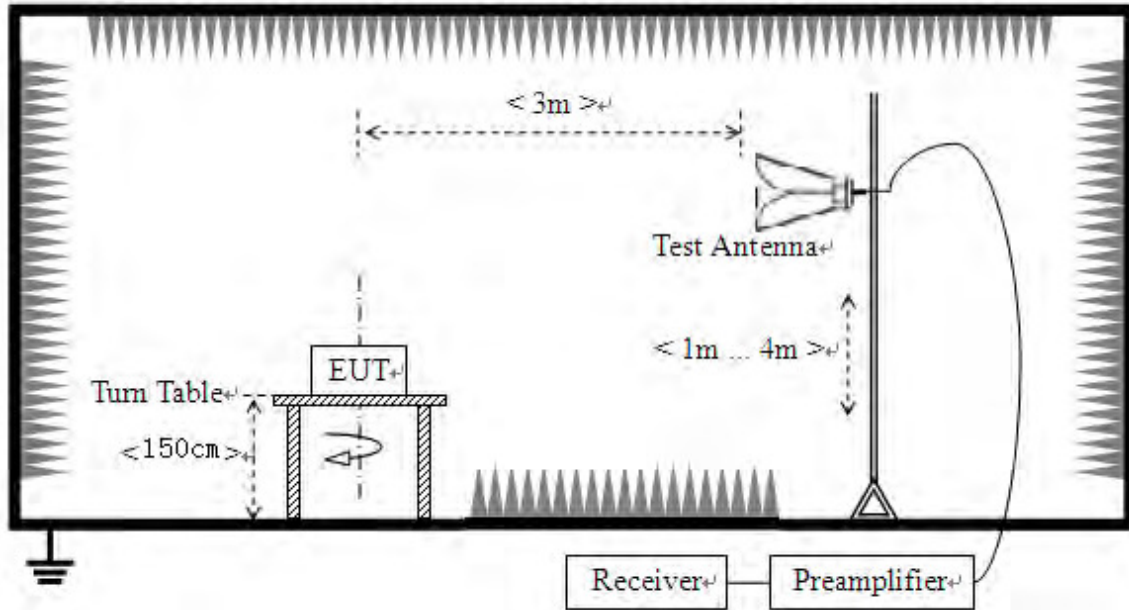 < 3m >↵
Test Antenna↵
< 1m ... 4m >↵
EUT↵
Turn Table↵
<150cm>↵
Receiver↵
Preamplifier↵